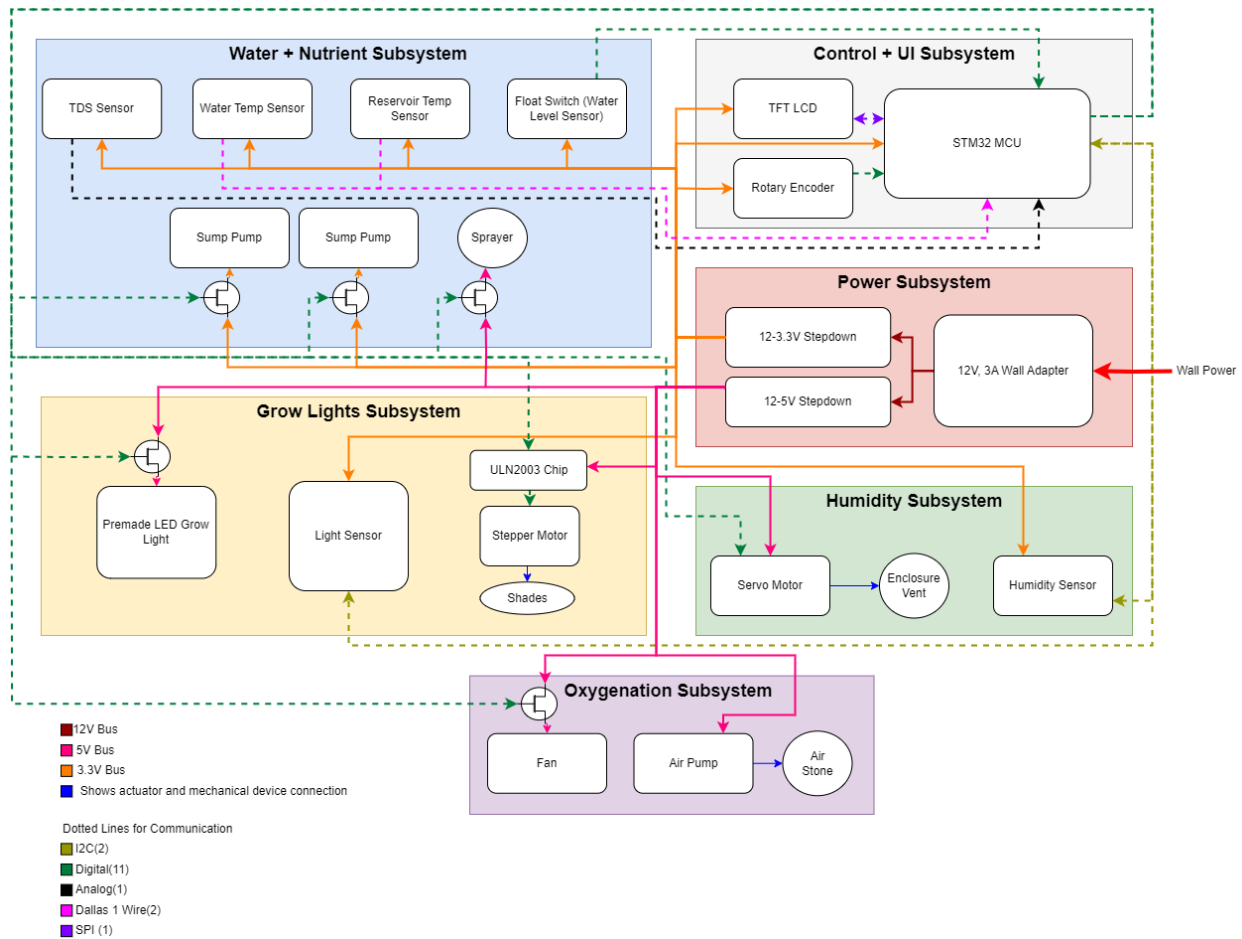 Water + Nutrient Subsystem
TDS Sensor
Water Temp Sensor
Reservoir Temp
Sensor
Float Switch (Water
Level Sensor)
Sump Pump
Sump Pump
Sprayer
Control + UI Subsystem
TFT LCD
STM32 MCU
Rotary Encoder
Power Subsystem
12-3.3V Stepdown
12-5V Stepdown
12V, 3A Wall Adapter
Wall Power
Grow Lights Subsystem
Premade LED Grow
Light
Light Sensor
ULN2003 Chip
Stepper Motor
Shades
Humidity Subsystem
Servo Motor
Enclosure
Vent
Humidity Sensor
Oxygenation Subsystem
Fan
Air Pump
Air
Stone
12V Bus
5V Bus
3.3V Bus
Shows actuator and mechanical device connection
Dotted Lines for Communication
I2C(2)
Digital(11)
Analog(1)
Dallas 1 Wire(2)
SPI (1)